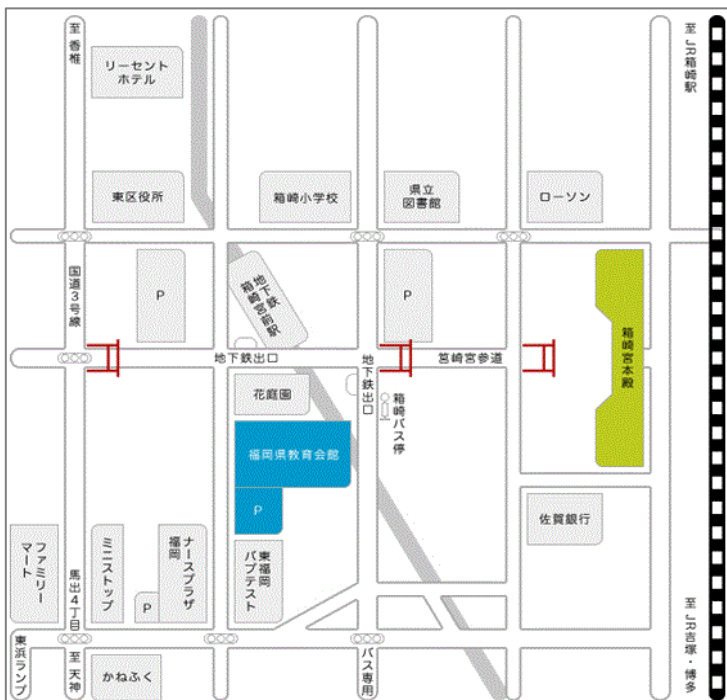 至香椎
リーセント
ホテル
至JR箱崎駅
東区役所
箱崎小学校
県立
図書館
ローソン
国道3号線
P
地下鉄
箱崎宮前駅
P
箱崎宮本殿
地下鉄出口
地下鉄出口
筥崎宮参道
花庭園
箱崎バス停
福岡県教育会館
P
佐賀銀行
ファミリー
マート
ミニストップ
ナースプラザ
福岡
P
東福岡
バプテスト
馬出4丁目
東浜ランプ
至天神
かねふく
バス専用
至JR吉塚・博多